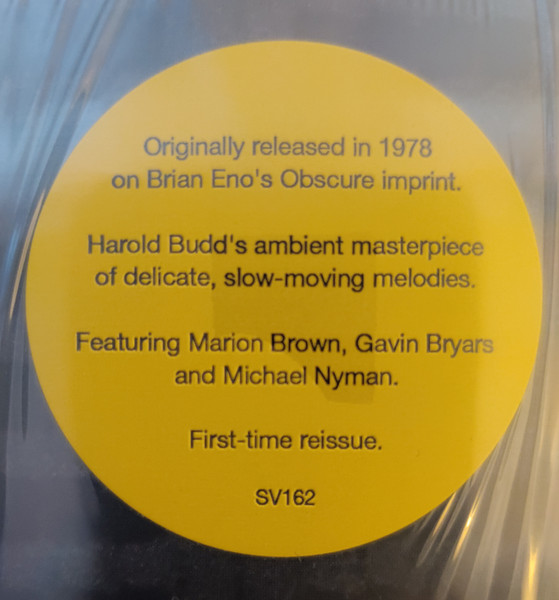 Originally released in 1978
on Brian Eno's Obscure imprint.
Harold Budd's ambient masterpiece
of delicate, slow-moving melodies.
Featuring Marion Brown, Gavin Bryars
and Michael Nyman.
First-time reissue.
SV162